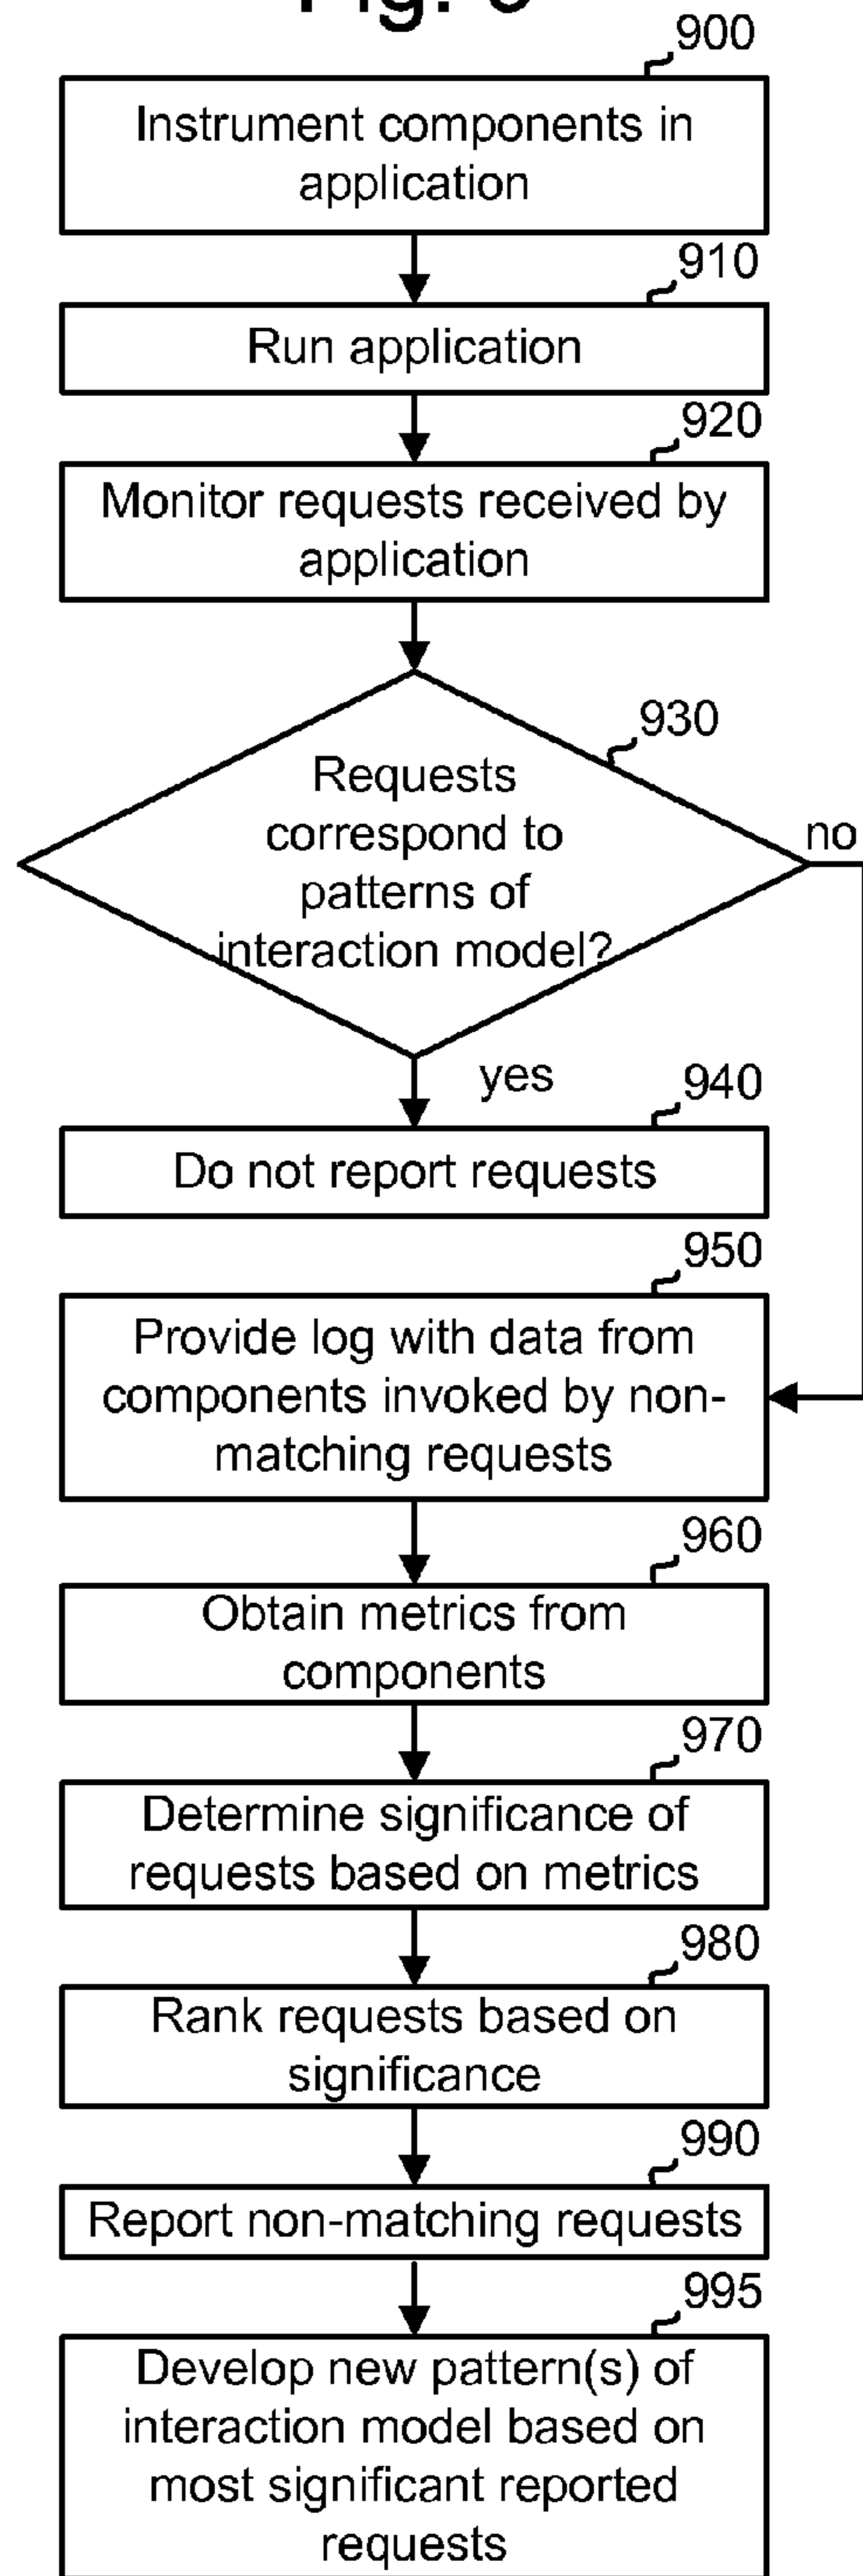 900
Instrument components in
application
910
Run application
920
Monitor requests received by
application
930
Requests
correspond to
patterns of
interaction model?
no
yes
940
Do not report requests
950
Provide log with data from
components invoked by non-
matching requests
960
Obtain metrics from
components
970
Determine significance of
requests based on metrics
980
Rank requests based on
significance
990
Report non-matching requests
995
Develop new pattern(s) of
interaction model based on
most significant reported
requests